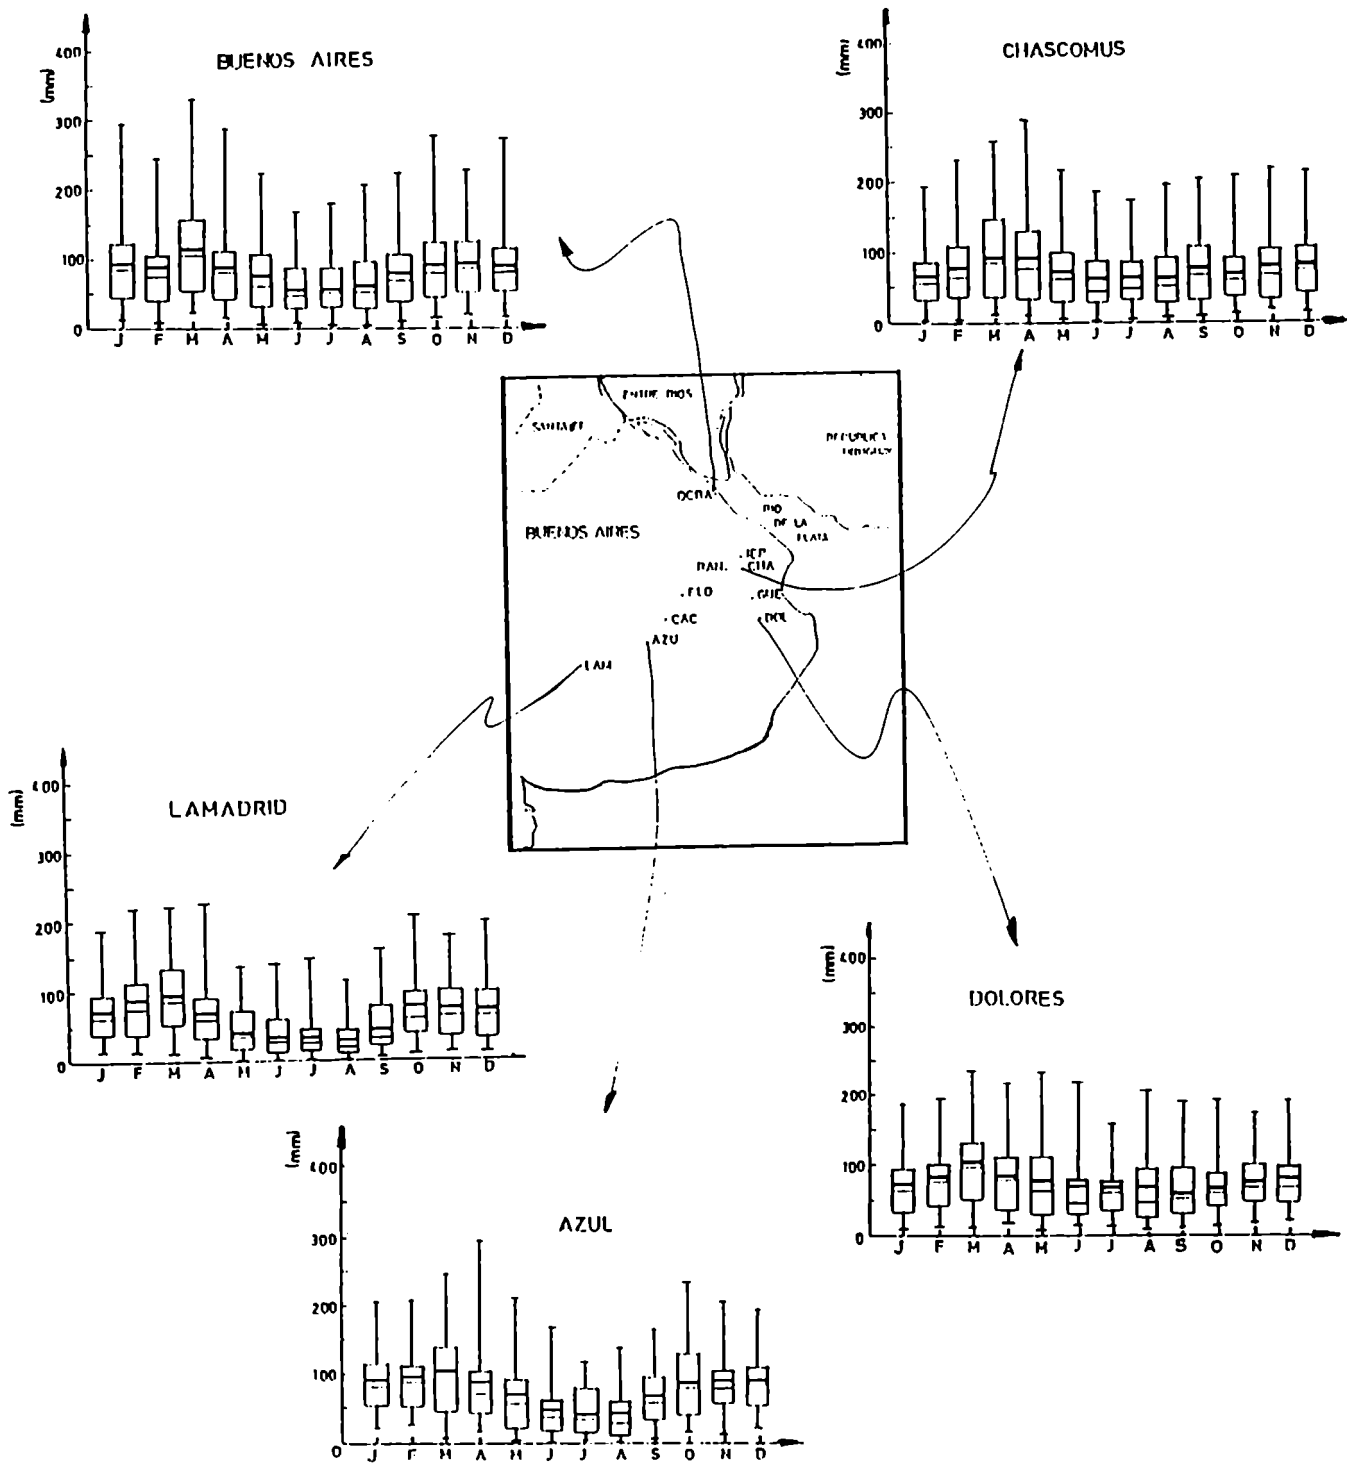 BUENOS AIRES
(mm)
400
300
200
100
0
J F M A M J J A S O N D
CHASCOMUS
(mm)
400
300
200
100
0
J F M A M J J A S O N D
ENTRE RIOS
REPUBLICA
BUENOS AIRES
RIO
DE LA
PLATA
CHA
FLO
GUE
CAC
DOL
AZU
LAM
LAMADRID
(mm)
400
300
200
100
0
J F M A M J J A S O N D
DOLORES
(mm)
400
300
200
100
0
J F M A M J J A S O N D
AZUL
(mm)
400
300
200
100
0
J F M A M J J A S O N D